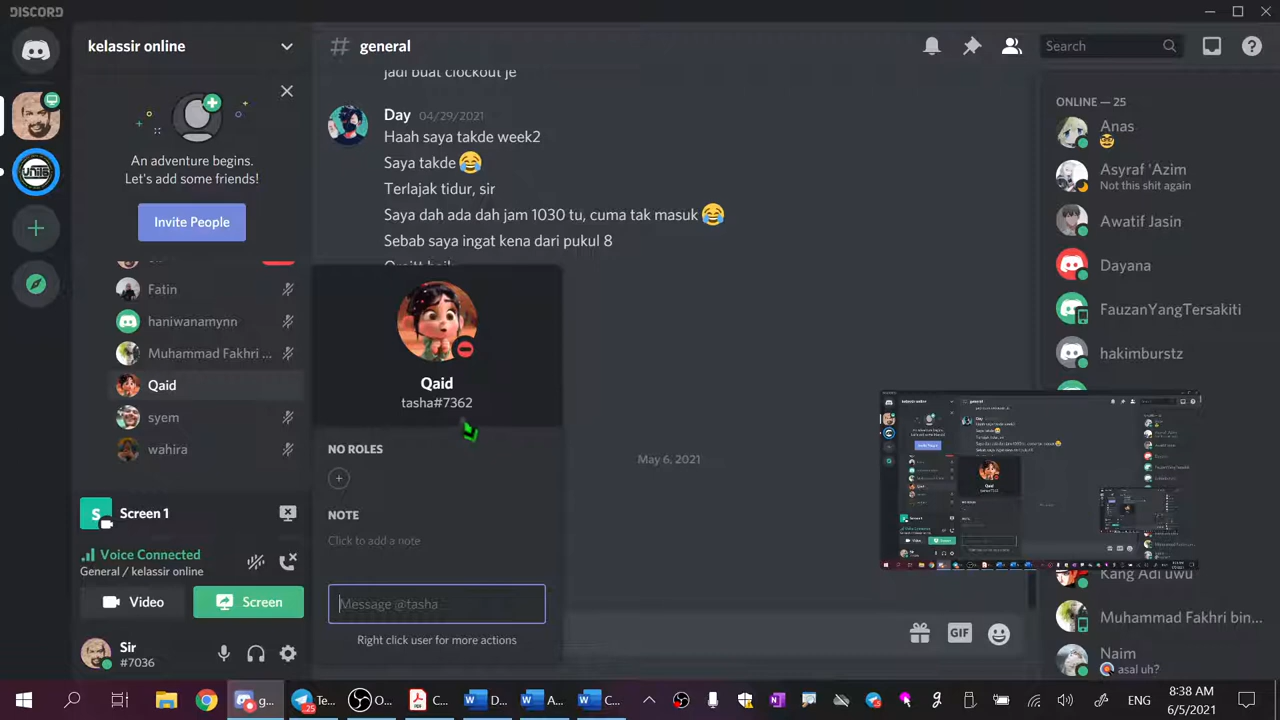 DISCORD
kelassir online
general
Search
jadi buat clockout je
An adventure begins.
Let's add some friends!
Invite People
Fatin
haniwanamynn
Muhammad Fakhri ...
Qaid
syem
wahira
Screen 1
Voice Connected
General / kelassir online
Video
Screen
Sir
#7036
Day 04/29/2021
Haah saya takde week2
Saya takde 😂
Terlajak tidur, sir
Saya dah ada dah jam 1030 tu, cuma tak masuk 😂
Sebab saya ingat kena dari pukul 8
Qaid
tasha#7362
NO ROLES
NOTE
Click to add a note
Message @tasha
Right click user for more actions
May 6, 2021
GIF
ONLINE — 25
Anas
Asyraf 'Azim
Not this shit again
Awatif Jasin
Dayana
FauzanYangTersakiti
hakimburstz
Kang Adi uwu
Muhammad Fakhri bin...
Naim
asal uh?
g...
Te...
O...
P...
D...
A...
C...
ENG
8:38 AM
6/5/2021